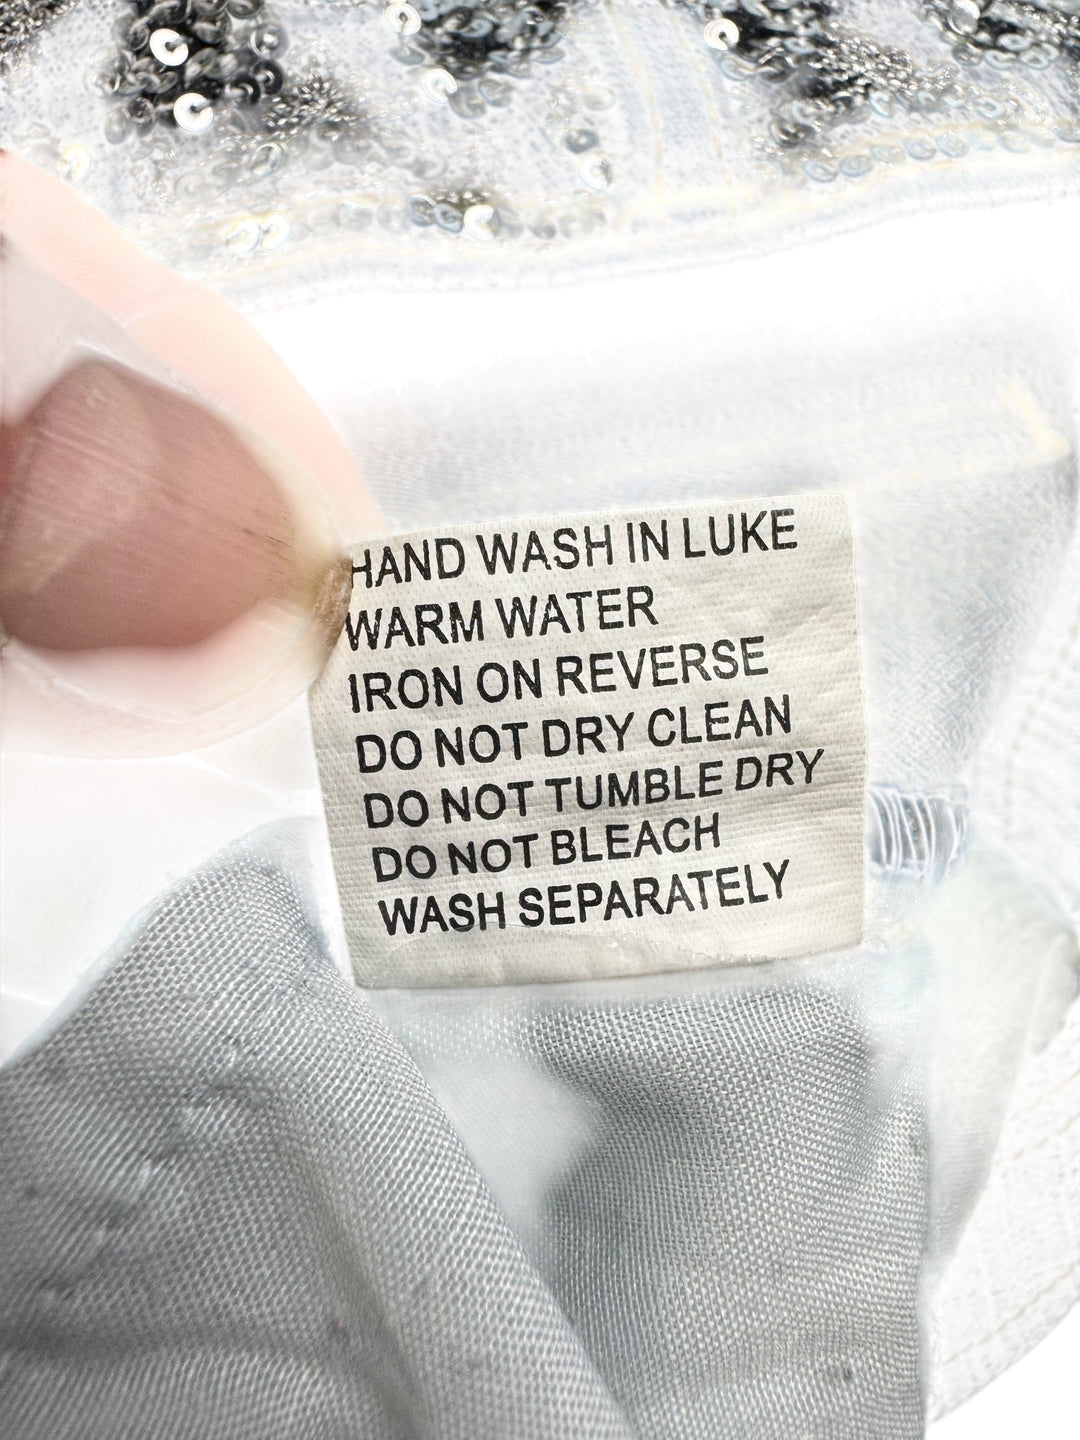 HAND WASH IN LUKE
WARM WATER
IRON ON REVERSE
DO NOT DRY CLEAN
DO NOT TUMBLE DRY
DO NOT BLEACH
WASH SEPARATELY